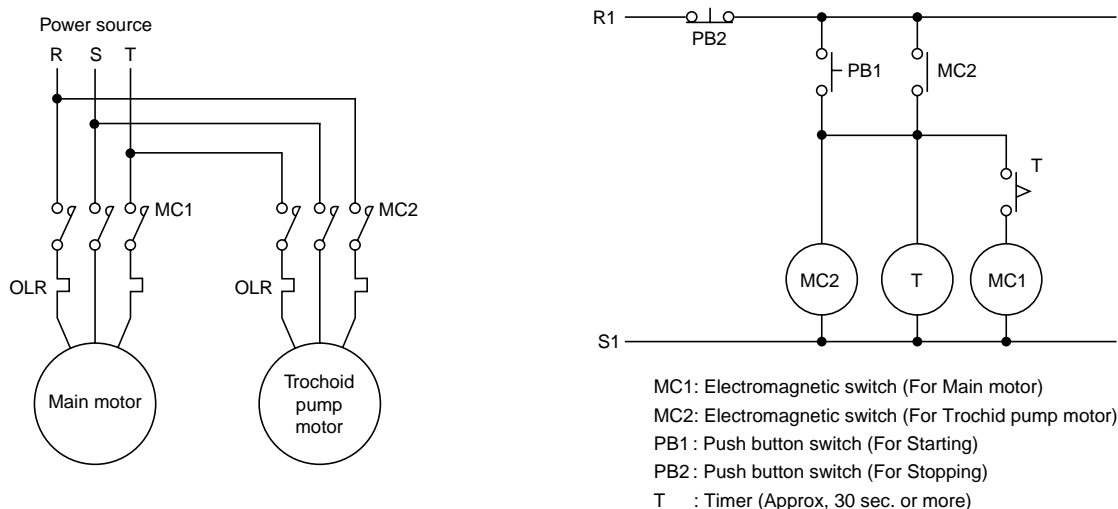 Power source
R S T
MC1
MC2
OLR
OLR
Main motor
Trochoid
pump
motor
R1
PB2
PB1
MC2
T
MC2
T
MC1
S1
MC1: Electromagnetic switch (For Main motor)
MC2: Electromagnetic switch (For Trochid pump motor)
PB1 : Push button switch (For Starting)
PB2 : Push button switch (For Stopping)
T : Timer (Approx, 30 sec. or more)